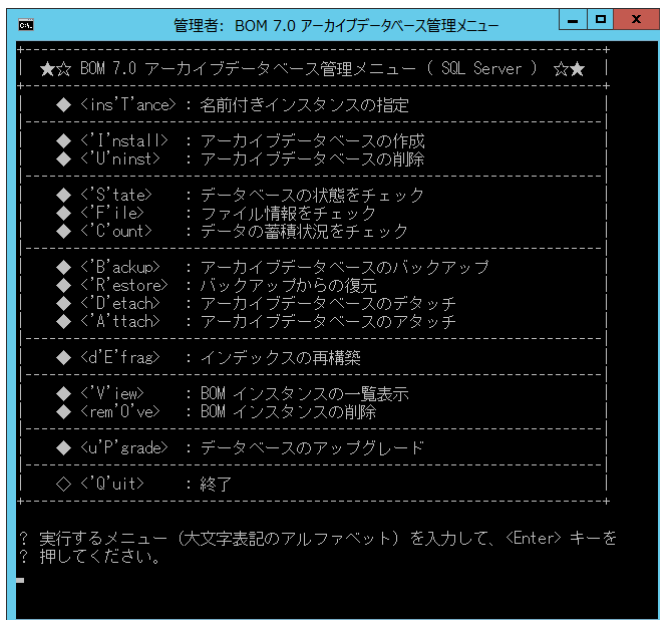 管理者: BOM 7.0 アーカイブデータベース管理メニュー
★☆ BOM 7.0 アーカイブデータベース管理メニュー ( SQL Server ) ☆★
◆ <ins'T'ance> : 名前付きインスタンスの指定
◆ <'I'nstall> : アーカイブデータベースの作成
◆ <'U'ninst> : アーカイブデータベースの削除
◆ <'S'tate> : データベースの状態をチェック
◆ <'F'ile> : ファイル情報をチェック
◆ <'C'ount> : データの蓄積状況をチェック
◆ <'B'ackup> : アーカイブデータベースのバックアップ
◆ <'R'estore> : バックアップからの復元
◆ <'D'etach> : アーカイブデータベースのデタッチ
◆ <'A'ttach> : アーカイブデータベースのアタッチ
◆ <d'E'frag> : インデックスの再構築
◆ <'V'iew> : BOM インスタンスの一覧表示
◆ <rem'O've> : BOM インスタンスの削除
◆ <u'P'grade> : データベースのアップグレード
◇ <'Q'uit> : 終了
? 実行するメニュー (大文字表記のアルファベット) を入力して、<Enter> キーを
? 押してください。